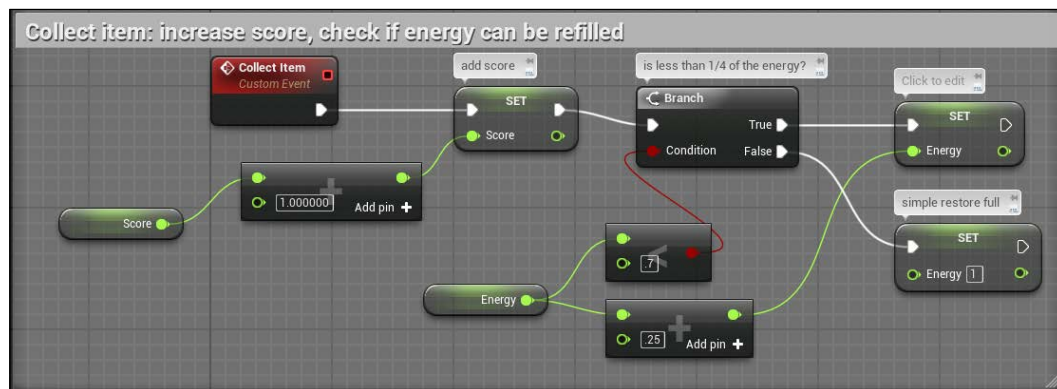 Collect item: increase score, check if energy can be refilled
Collect Item
Custom Event
add score
SET
Score
is less than 1/4 of the energy?
Branch
True
Condition
False
Click to edit
SET
Energy
1.000000
Add pin +
Score
simple restore full
SET
Energy 1
<
.7
Energy
+
.25
Add pin +